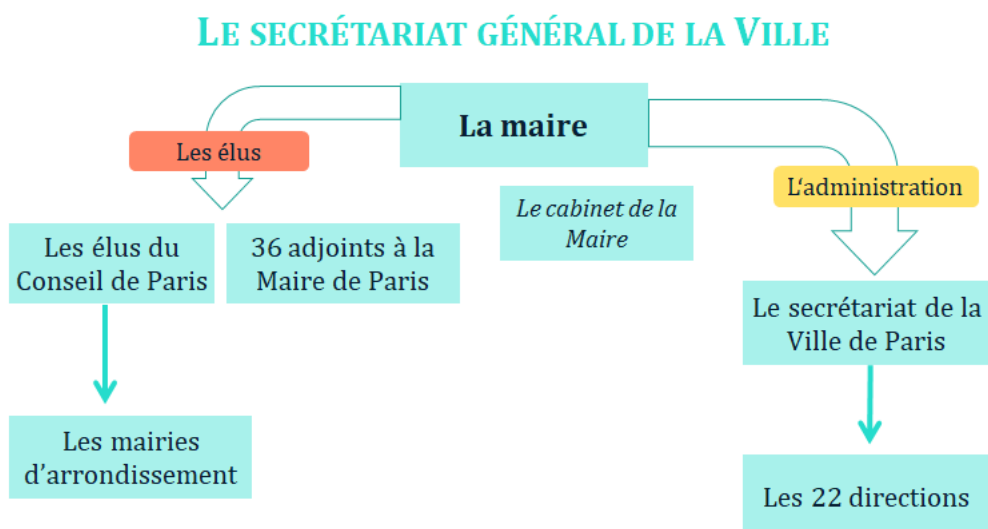 LE SECRÉTARIAT GÉNÉRAL DE LA VILLE
La maire
Les élus
L'administration
Le cabinet de la
Maire
Les élus du
Conseil de Paris
36 adjoints à la
Maire de Paris
Le secrétariat de la
Ville de Paris
Les mairies
d'arrondissement
Les 22 directions